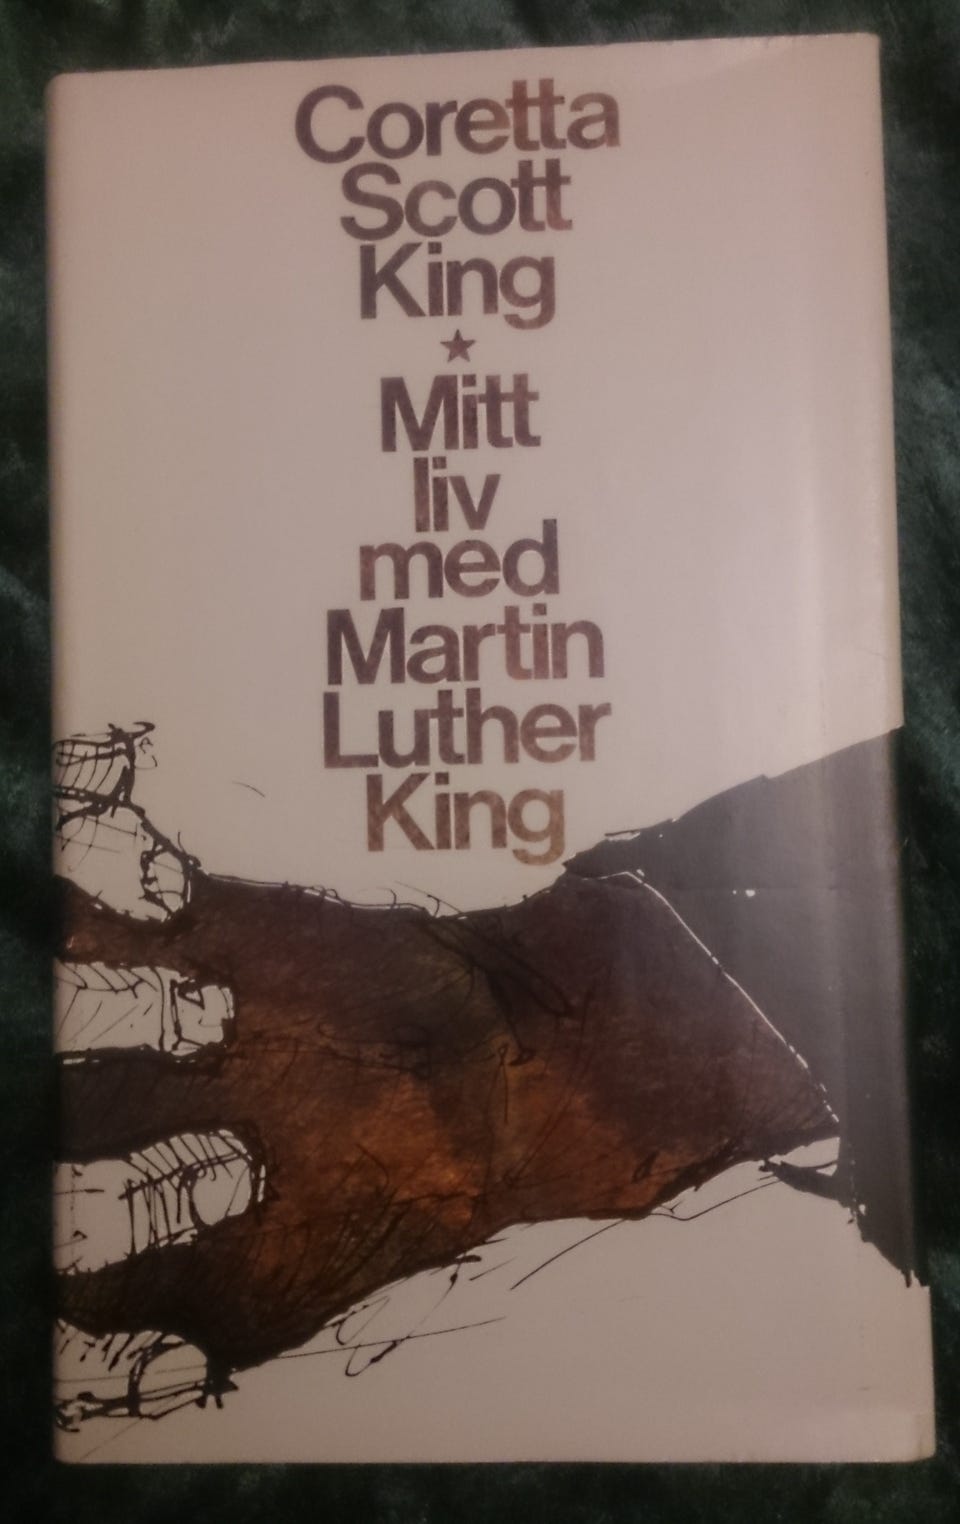 Coretta
Scott
King
★
Mitt
liv
med
Martin
Luther
King